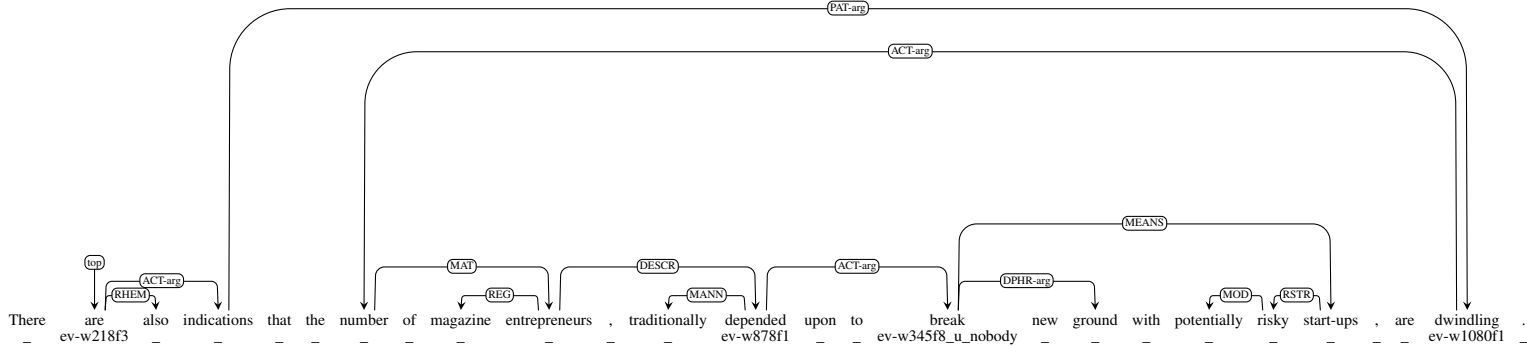 PAT-arg
ACT-arg
MEANS
top MAT DESCR ACT-arg
ACT-arg DPHR-arg
RHEM REG MANN MOD RSTR
There are also indications that the number of magazine entrepreneurs , traditionally depended upon to break new ground with potentially risky start-ups , are dwindling .
_ ev-w218f3 _ _ _ _ _ _ _ _ _ _ ev-w878f1 _ _ ev-w345f8_u_nobody _ _ _ _ _ _ _ _ ev-w1080f1 _